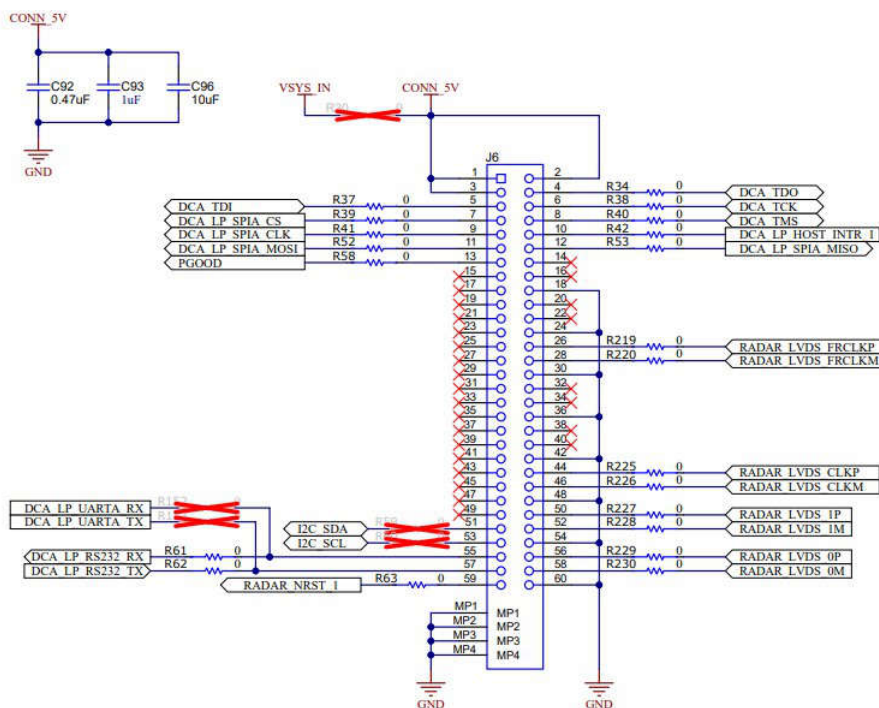 CONN_5V
C92
0.47uF
C93
1uF
C96
10uF
GND
VSYS_IN
CONN_5V
R30 0
J6
1 2
3 4
DCA_TDI R37 0 5 6 R34 0 DCA_TDO
DCA_LP_SPIA_CS R39 0 7 8 R38 0 DCA_TCK
DCA_LP_SPIA_CLK R41 0 9 10 R40 0 DCA_TMS
DCA_LP_SPIA_MOSI R52 0 11 12 R42 0 DCA_LP_HOST_INTR_1
PGOOD R58 0 13 14 R53 0 DCA_LP_SPIA_MISO
15 16
17 18
19 20
21 22
23 24
25 26 R219 0 RADAR_LVDS_FRCLKP
27 28 R220 0 RADAR_LVDS_FRCLKM
29 30
31 32
33 34
35 36
37 38
39 40
41 42
43 44 R225 0 RADAR_LVDS_CLKP
45 46 R226 0 RADAR_LVDS_CLKM
47 48
49 50 R227 0 RADAR_LVDS_1P
DCA_LP_UARTA_RX
DCA_LP_UARTA_TX
I2C_SDA 0 51 52 R228 0 RADAR_LVDS_1M
I2C_SCL 53 54
DCA_LP_RS232_RX R61 0 55 56 R229 0 RADAR_LVDS_0P
DCA_LP_RS232_TX R62 0 57 58 R230 0 RADAR_LVDS_0M
RADAR_NRST_1 R63 0 59 60
MP1 MP1
MP2 MP2
MP3 MP3
MP4 MP4
GND GND